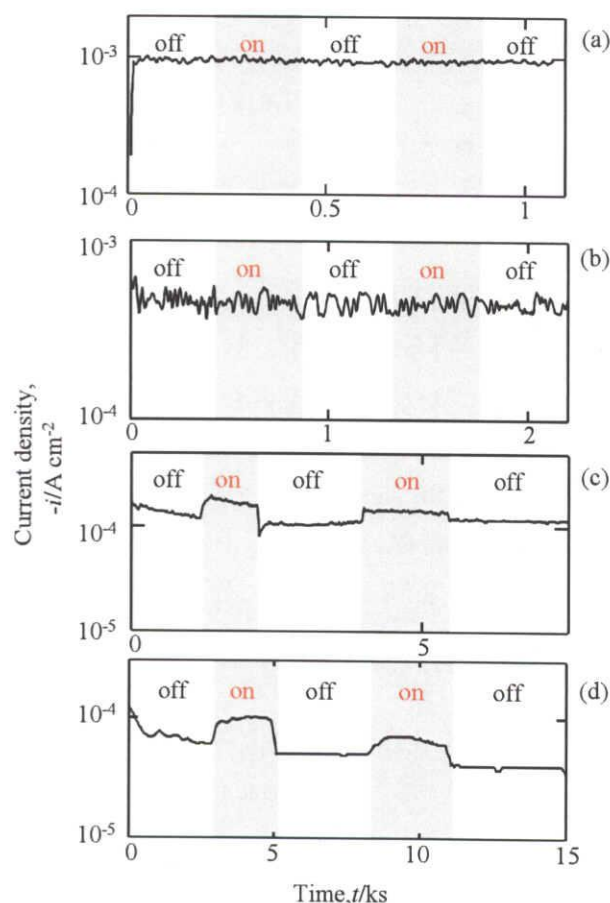 10-3
off on off on off (a)
10-4
0 0.5 1
10-3
off on off on off (b)
10-4
0 1 2
Current density,
-i/A cm-2
off on off on off (c)
10-4
10-5
0 5
off on off on off (d)
10-4
10-5
0 5 10 15
Time,t/ks